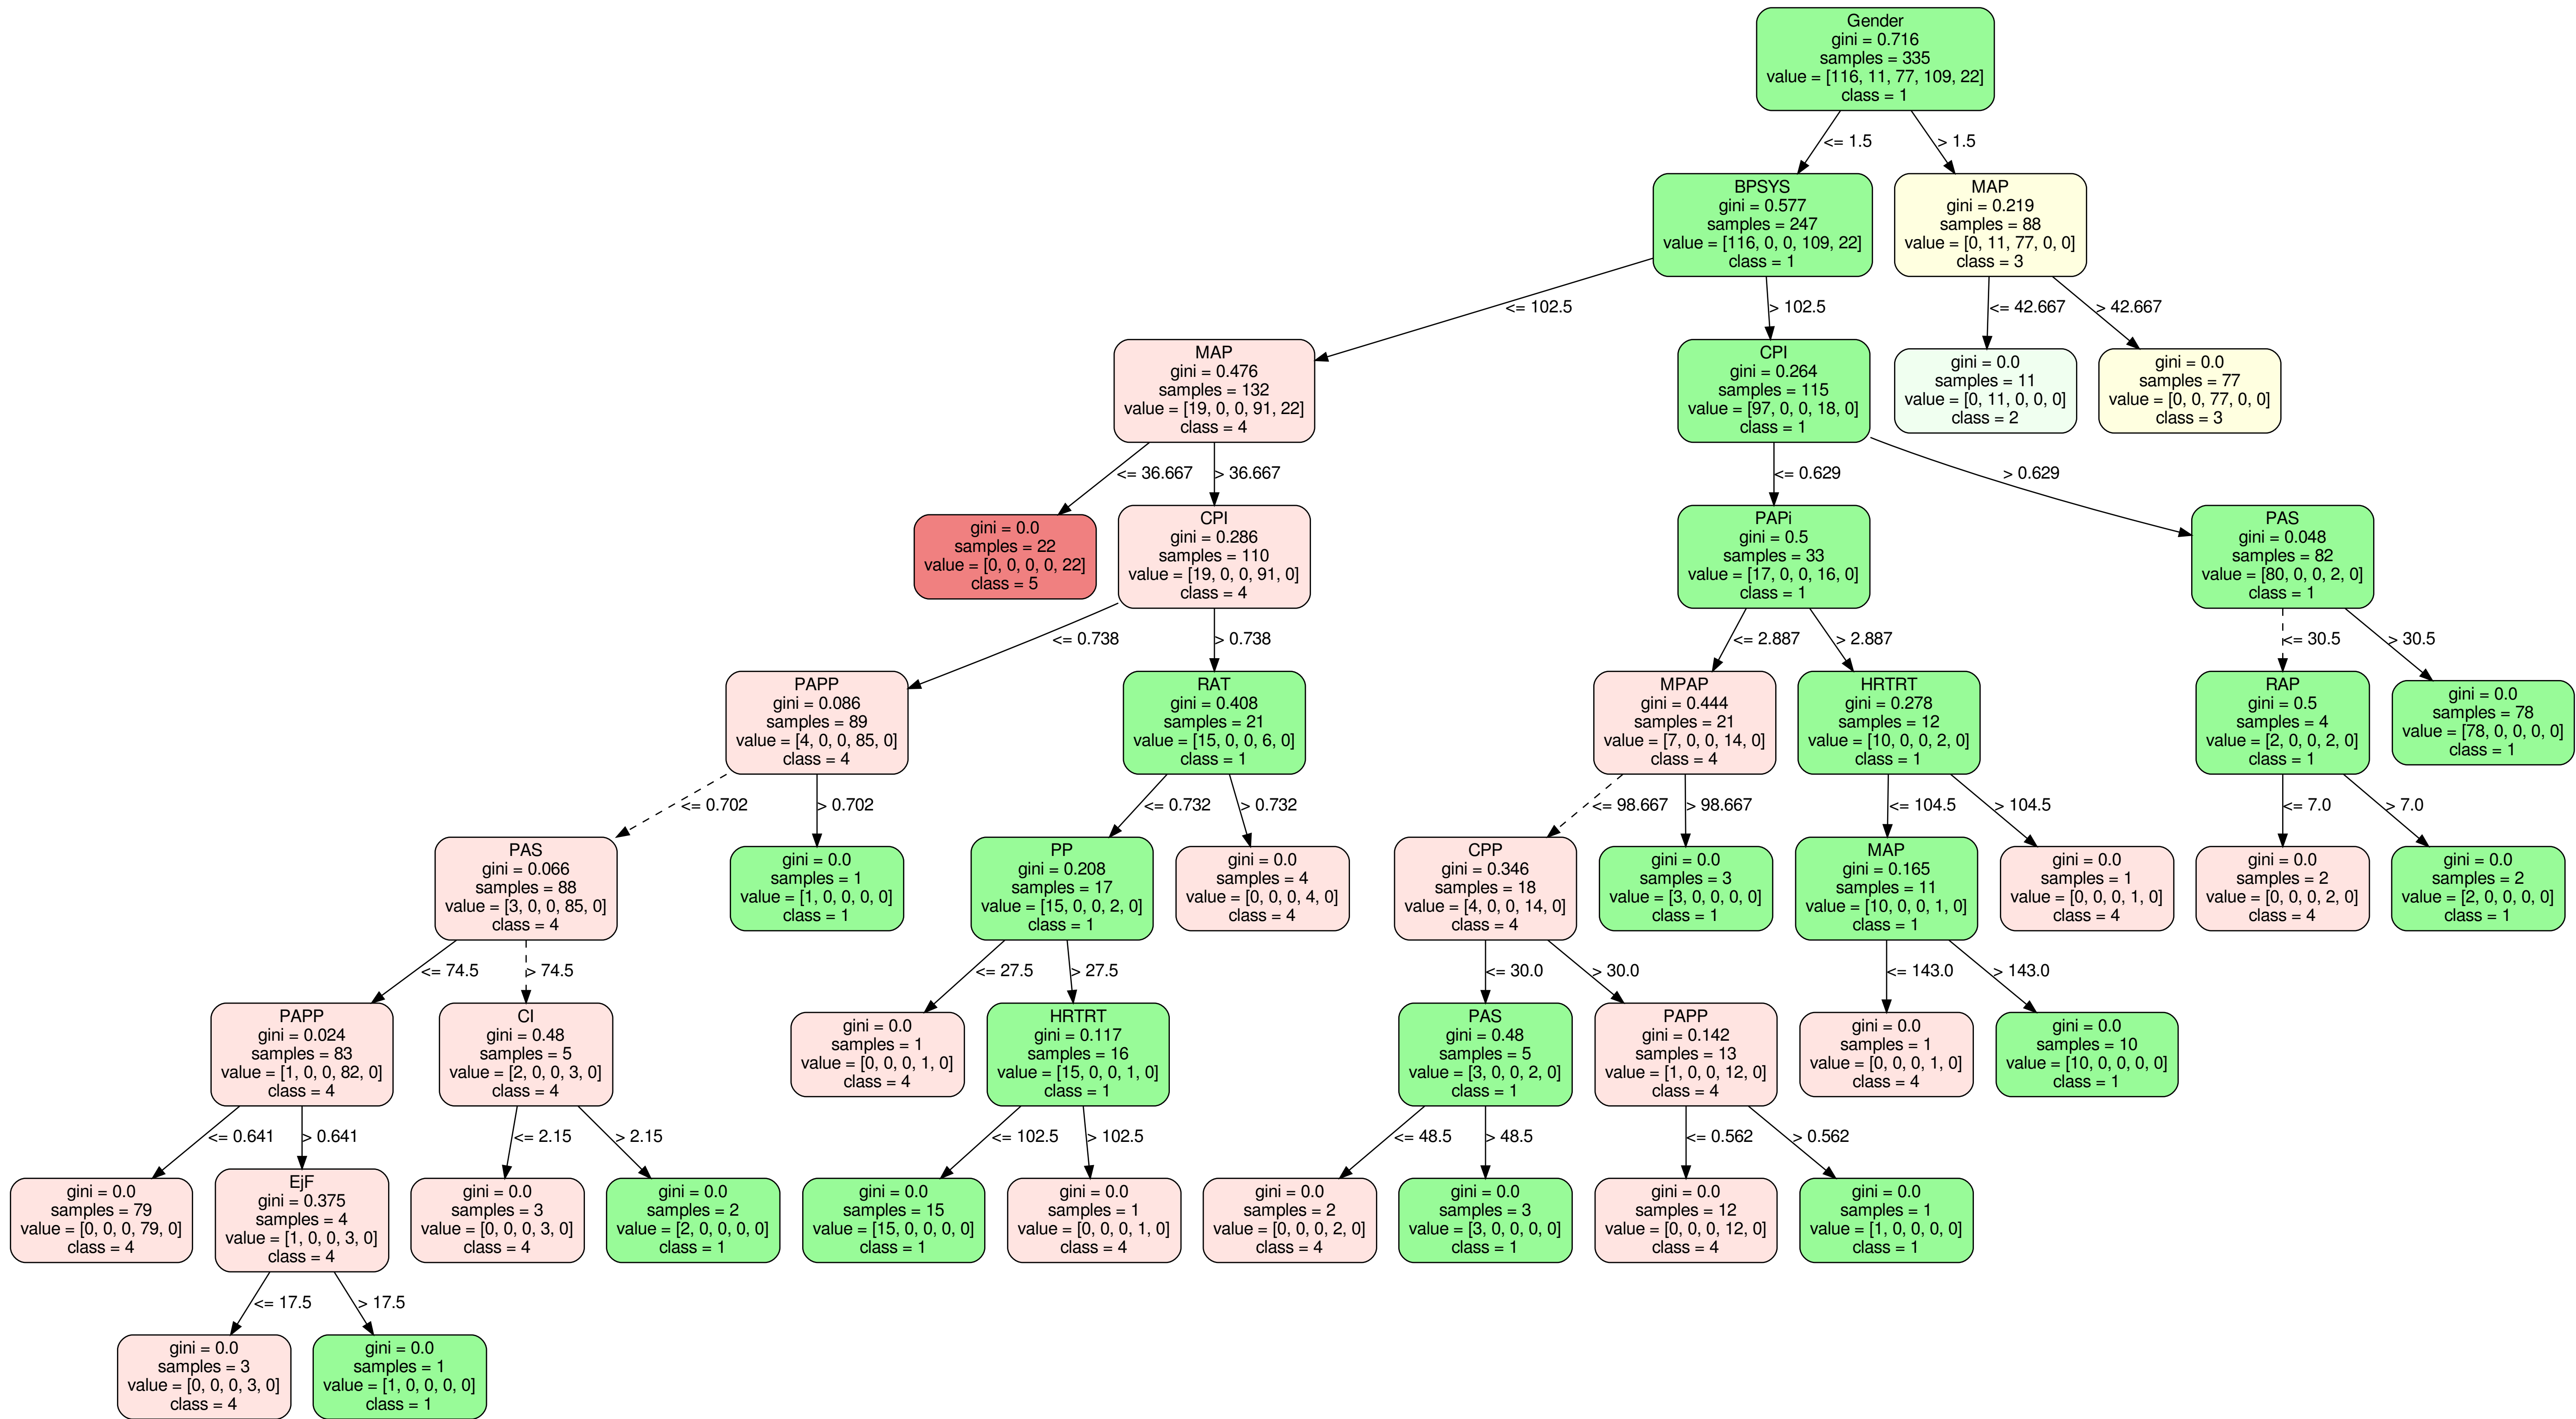 Gender
gini = 0.716
samples = 335
value = [116, 11, 77, 109, 22]
class = 1
<= 1.5
> 1.5
BPSYS
gini = 0.577
samples = 247
value = [116, 0, 0, 109, 22]
class = 1
MAP
gini = 0.219
samples = 88
value = [0, 11, 77, 0, 0]
class = 3
<= 102.5
> 102.5
<= 42.667
> 42.667
MAP
gini = 0.476
samples = 132
value = [19, 0, 0, 91, 22]
class = 4
CPI
gini = 0.264
samples = 115
value = [97, 0, 0, 18, 0]
class = 1
gini = 0.0
samples = 11
value = [0, 11, 0, 0, 0]
class = 2
gini = 0.0
samples = 77
value = [0, 0, 77, 0, 0]
class = 3
<= 36.667
> 36.667
<= 0.629
> 0.629
gini = 0.0
samples = 22
value = [0, 0, 0, 0, 22]
class = 5
CPI
gini = 0.286
samples = 110
value = [19, 0, 0, 91, 0]
class = 4
PAPi
gini = 0.5
samples = 33
value = [17, 0, 0, 16, 0]
class = 1
PAS
gini = 0.048
samples = 82
value = [80, 0, 0, 2, 0]
class = 1
<= 0.738
> 0.738
<= 2.887
> 2.887
<= 30.5
> 30.5
PAPP
gini = 0.086
samples = 89
value = [4, 0, 0, 85, 0]
class = 4
RAT
gini = 0.408
samples = 21
value = [15, 0, 0, 6, 0]
class = 1
MPAP
gini = 0.444
samples = 21
value = [7, 0, 0, 14, 0]
class = 4
HRTRT
gini = 0.278
samples = 12
value = [10, 0, 0, 2, 0]
class = 1
RAP
gini = 0.5
samples = 4
value = [2, 0, 0, 2, 0]
class = 1
gini = 0.0
samples = 78
value = [78, 0, 0, 0, 0]
class = 1
<= 0.702
> 0.702
<= 0.732
> 0.732
<= 98.667
> 98.667
<= 104.5
> 104.5
<= 7.0
> 7.0
PAS
gini = 0.066
samples = 88
value = [3, 0, 0, 85, 0]
class = 4
gini = 0.0
samples = 1
value = [1, 0, 0, 0, 0]
class = 1
PP
gini = 0.208
samples = 17
value = [15, 0, 0, 2, 0]
class = 1
gini = 0.0
samples = 4
value = [0, 0, 0, 4, 0]
class = 4
CPP
gini = 0.346
samples = 18
value = [4, 0, 0, 14, 0]
class = 4
gini = 0.0
samples = 3
value = [3, 0, 0, 0, 0]
class = 1
MAP
gini = 0.165
samples = 11
value = [10, 0, 0, 1, 0]
class = 1
gini = 0.0
samples = 1
value = [0, 0, 0, 1, 0]
class = 4
gini = 0.0
samples = 2
value = [0, 0, 0, 2, 0]
class = 4
gini = 0.0
samples = 2
value = [2, 0, 0, 0, 0]
class = 1
<= 74.5
> 74.5
<= 27.5
> 27.5
<= 30.0
> 30.0
<= 143.0
> 143.0
PAPP
gini = 0.024
samples = 83
value = [1, 0, 0, 82, 0]
class = 4
CI
gini = 0.48
samples = 5
value = [2, 0, 0, 3, 0]
class = 4
gini = 0.0
samples = 1
value = [0, 0, 0, 1, 0]
class = 4
HRTRT
gini = 0.117
samples = 16
value = [15, 0, 0, 1, 0]
class = 1
PAS
gini = 0.48
samples = 5
value = [3, 0, 0, 2, 0]
class = 1
PAPP
gini = 0.142
samples = 13
value = [1, 0, 0, 12, 0]
class = 4
gini = 0.0
samples = 1
value = [0, 0, 0, 1, 0]
class = 4
gini = 0.0
samples = 10
value = [10, 0, 0, 0, 0]
class = 1
<= 0.641
> 0.641
<= 2.15
> 2.15
<= 102.5
> 102.5
<= 48.5
> 48.5
<= 0.562
> 0.562
gini = 0.0
samples = 79
value = [0, 0, 0, 79, 0]
class = 4
EjF
gini = 0.375
samples = 4
value = [1, 0, 0, 3, 0]
class = 4
gini = 0.0
samples = 3
value = [0, 0, 0, 3, 0]
class = 4
gini = 0.0
samples = 2
value = [2, 0, 0, 0, 0]
class = 1
gini = 0.0
samples = 15
value = [15, 0, 0, 0, 0]
class = 1
gini = 0.0
samples = 1
value = [0, 0, 0, 1, 0]
class = 4
gini = 0.0
samples = 2
value = [0, 0, 0, 2, 0]
class = 4
gini = 0.0
samples = 3
value = [3, 0, 0, 0, 0]
class = 1
gini = 0.0
samples = 12
value = [0, 0, 0, 12, 0]
class = 4
gini = 0.0
samples = 1
value = [1, 0, 0, 0, 0]
class = 1
<= 17.5
> 17.5
gini = 0.0
samples = 3
value = [0, 0, 0, 3, 0]
class = 4
gini = 0.0
samples = 1
value = [1, 0, 0, 0, 0]
class = 1